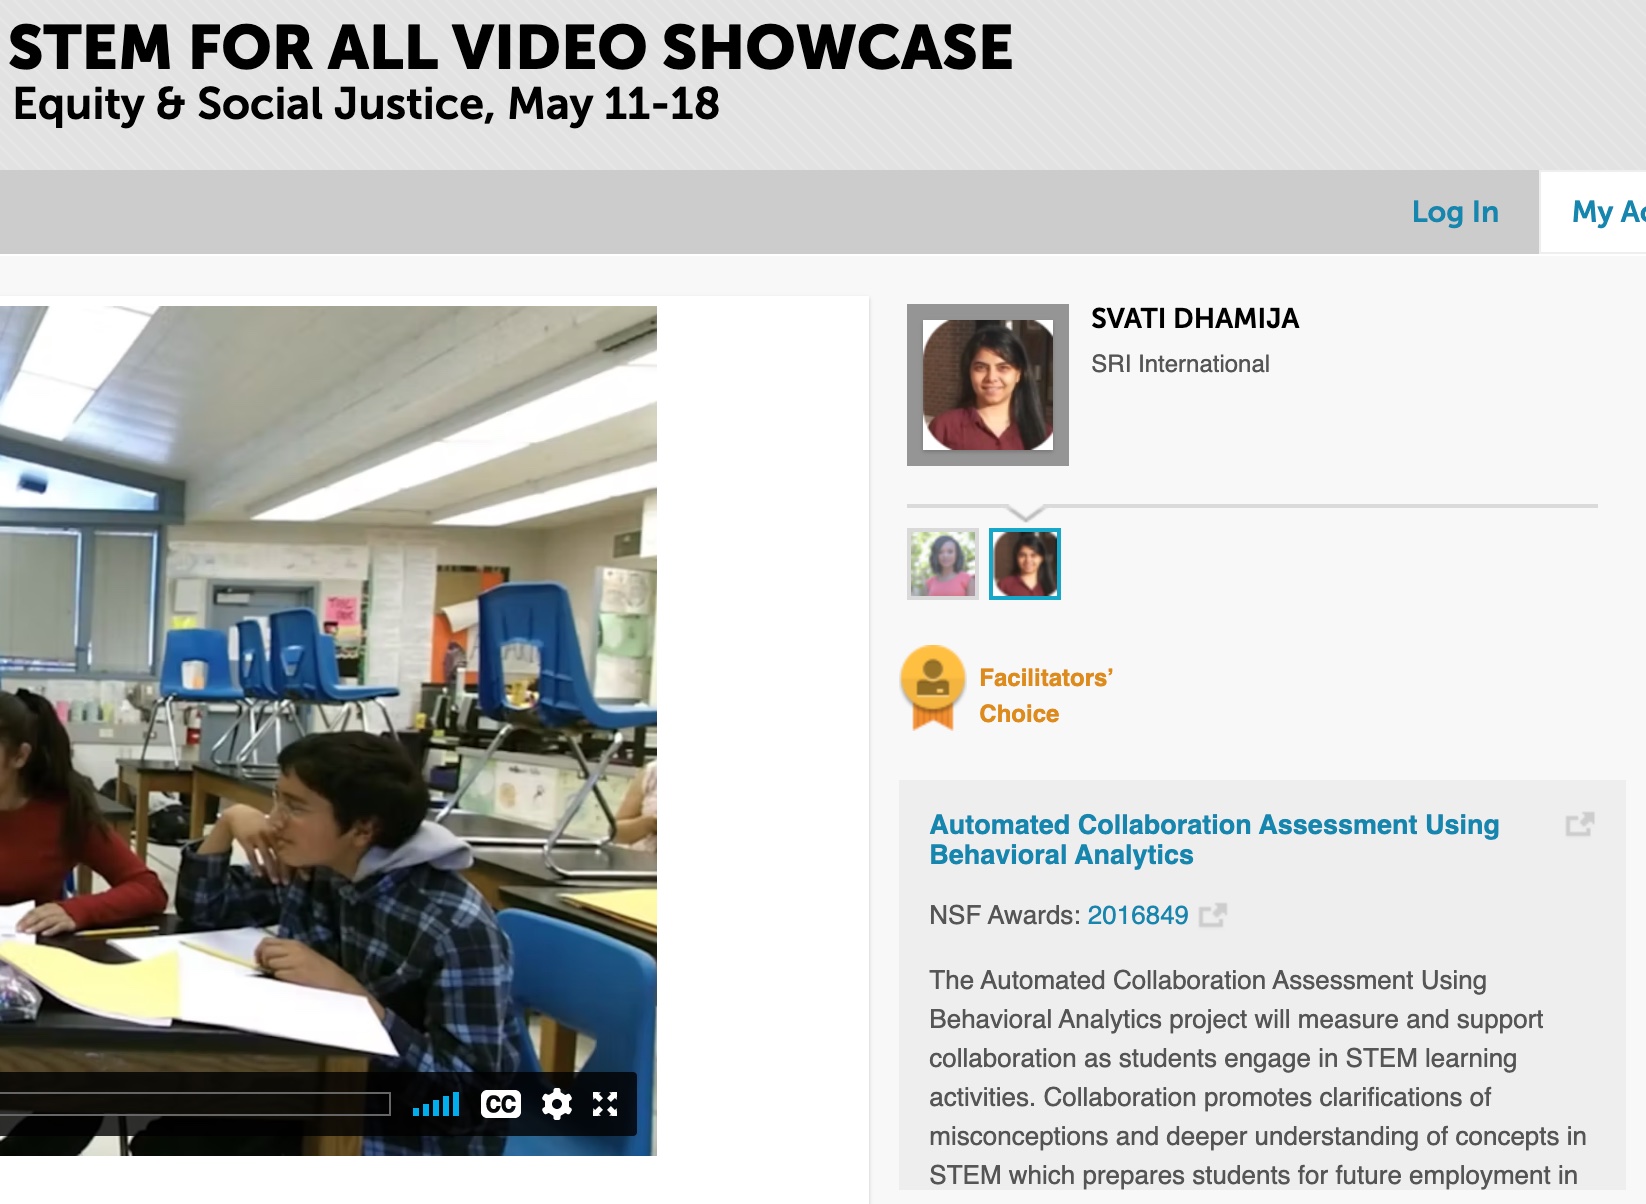 STEM FOR ALL VIDEO SHOWCASE
Equity & Social Justice, May 11-18
Log In
My Ac
SVATI DHAMIJA
SRI International
Facilitators’
Choice
Automated Collaboration Assessment Using
Behavioral Analytics
NSF Awards: 2016849
The Automated Collaboration Assessment Using
Behavioral Analytics project will measure and support
collaboration as students engage in STEM learning
activities. Collaboration promotes clarifications of
misconceptions and deeper understanding of concepts in
STEM which prepares students for future employment in
CC